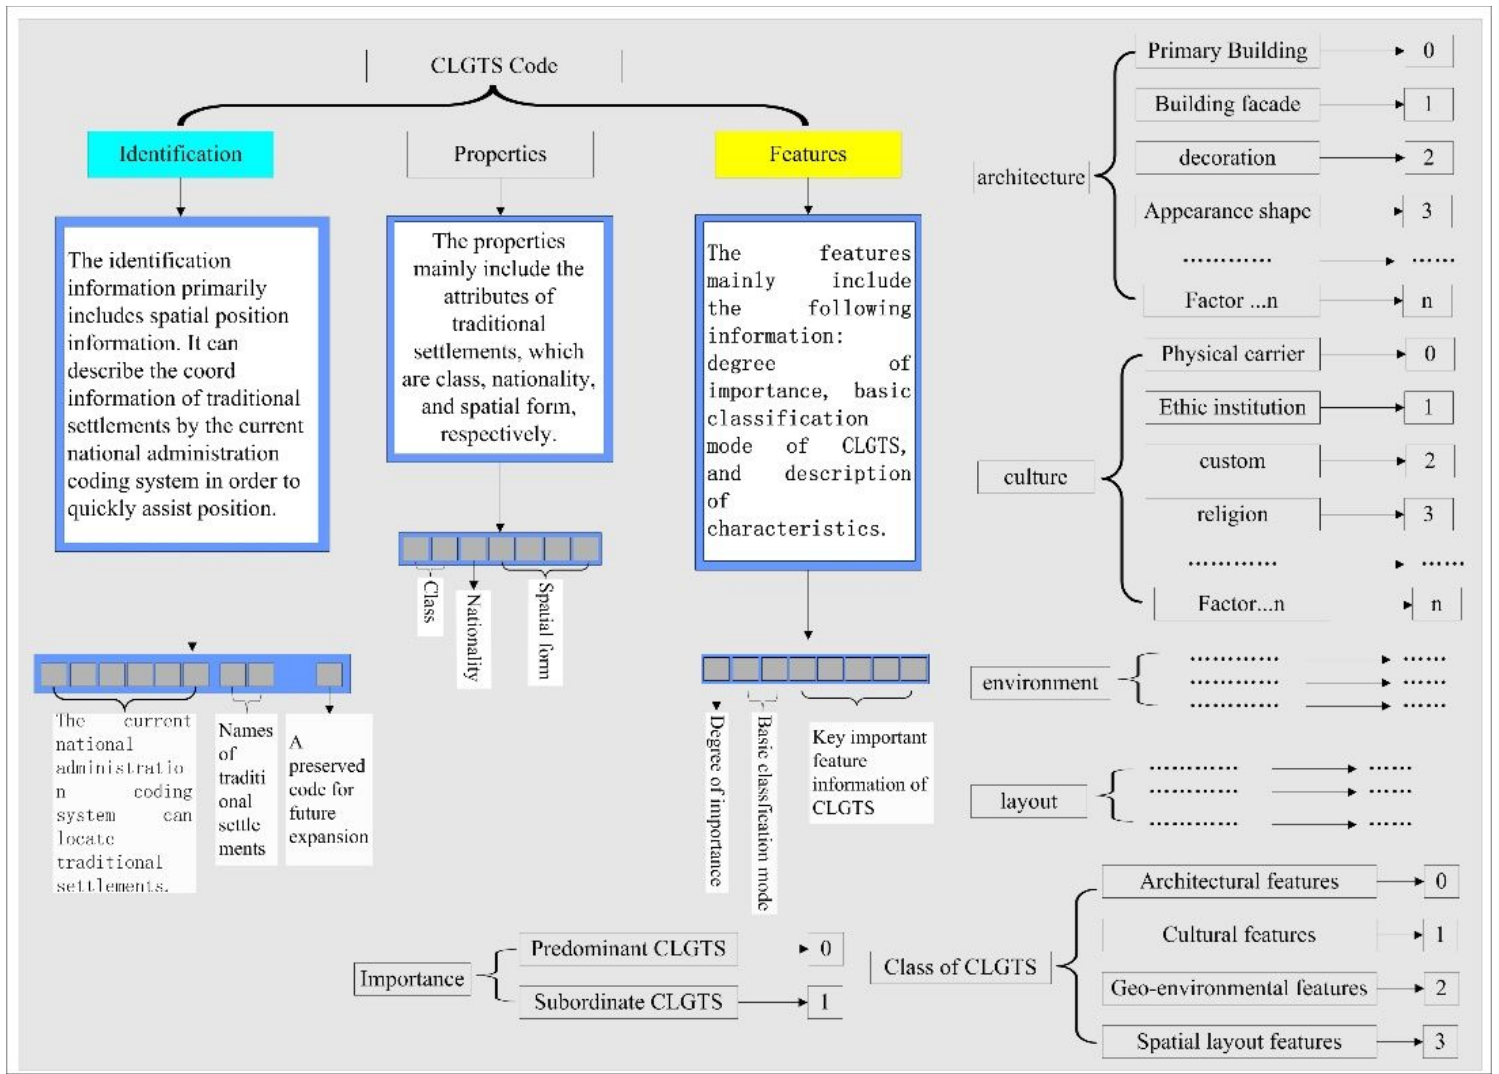 CLGTS Code
Identification
Properties
Features
The identification
information primarily
includes spatial position
information. It can
describe the coord
information of traditional
settlements by the current
national administration
coding system in order to
quickly assist position.
The properties
mainly include the
attributes of
traditional
settlements, which
are class, nationality,
and spatial form,
respectively.
The features
mainly include
the following
information:
degree of
importance, basic
classification
mode of CLGTS,
and description
of
characteristics.
Class
Nationality
Spatial form
The current
national
administratio
n coding
system can
locate
traditional
settlements.
Names
of
traditi
onal
settle
ments
A
preserved
code for
future
expansion
Degree of importance
Basic classfication mode
Key important
feature
information of
CLGTS
architecture
Primary Building 0
Building facade 1
decoration 2
Appearance shape 3
............ ......
Factor ...n n
culture
Physical carrier 0
Ethic institution 1
custom 2
religion 3
............ ......
Factor...n n
environment
............ ......
............ ......
............ ......
layout
............ ......
............ ......
............ ......
Importance
Predominant CLGTS 0
Subordinate CLGTS 1
Class of CLGTS
Architectural features 0
Cultural features 1
Geo-environmental features 2
Spatial layout features 3